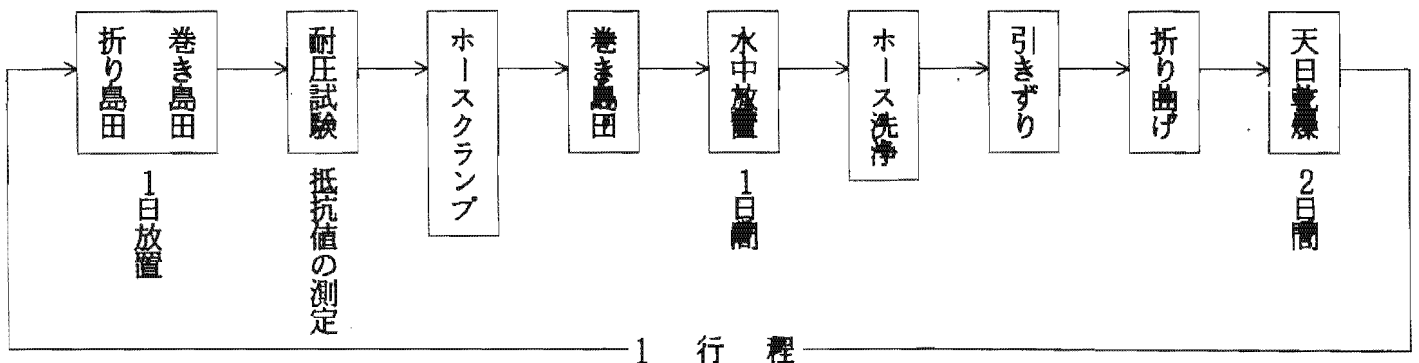 巻き島田
折り島田
1日放置
耐圧試験
抵抗値の測定
ホースクランプ
巻き島田
水中放置
1日間
ホース洗浄
引きずり
折り曲げ
天日乾燥
2日間
1 行 程